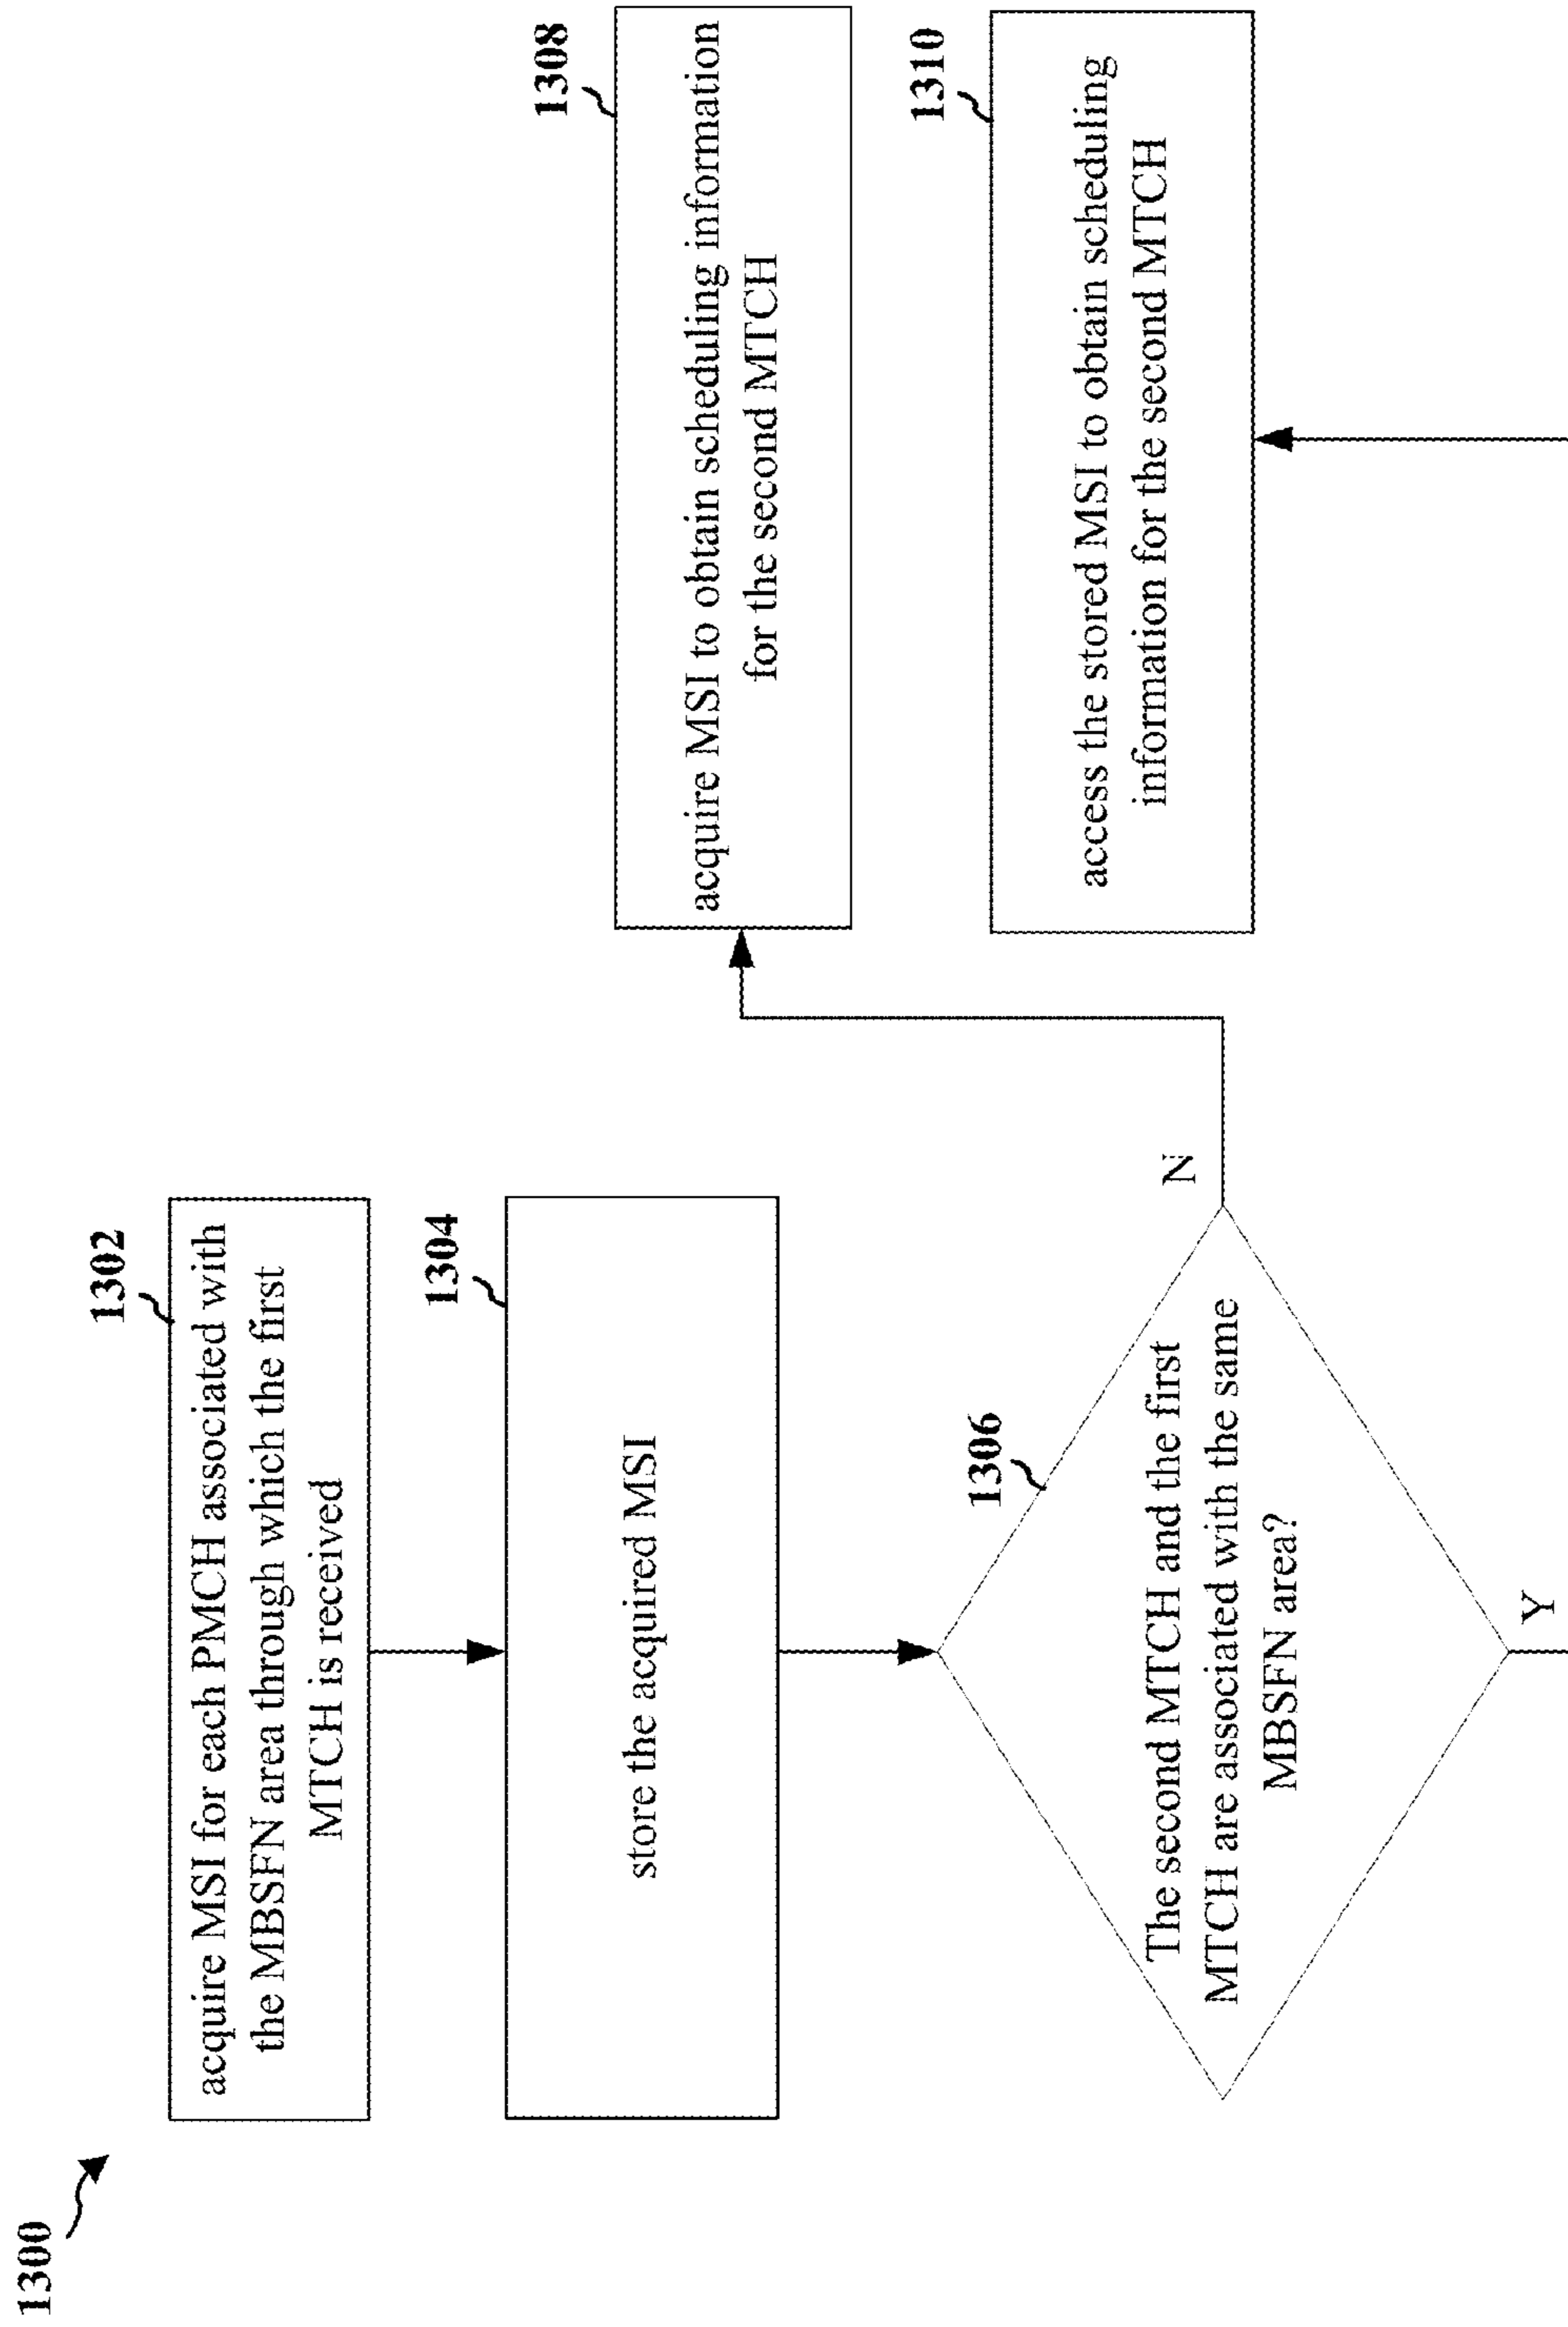 1300
1302
acquire MSI for each PMCH associated with
the MBSFN area through which the first
MTCH is received
1304
store the acquired MSI
1306
The second MTCH and the first
MTCH are associated with the same
MBSFN area?
N
Y
1308
acquire MSI to obtain scheduling information
for the second MTCH
1310
access the stored MSI to obtain scheduling
information for the second MTCH